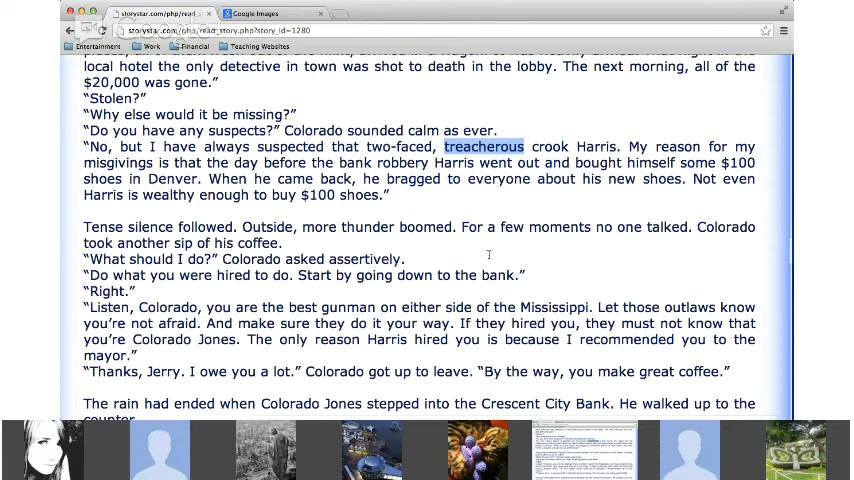 storystar.com/php/read_s
Google Images
storystar.com/php/read_story.php?story_id=1280
Entertainment Work Financial Teaching Websites
local hotel the only detective in town was shot to death in the lobby. The next morning, all of the
$20,000 was gone.”
“Stolen?”
“Why else would it be missing?”
“Do you have any suspects?” Colorado sounded calm as ever.
“No, but I have always suspected that two-faced, treacherous crook Harris. My reason for my
misgivings is that the day before the bank robbery Harris went out and bought himself some $100
shoes in Denver. When he came back, he bragged to everyone about his new shoes. Not even
Harris is wealthy enough to buy $100 shoes.”
Tense silence followed. Outside, more thunder boomed. For a few moments no one talked. Colorado
took another sip of his coffee.
“What should I do?” Colorado asked assertively.
“Do what you were hired to do. Start by going down to the bank.”
“Right.”
“Listen, Colorado, you are the best gunman on either side of the Mississippi. Let those outlaws know
you’re not afraid. And make sure they do it your way. If they hired you, they must not know that
you’re Colorado Jones. The only reason Harris hired you is because I recommended you to the
mayor.”
“Thanks, Jerry. I owe you a lot.” Colorado got up to leave. “By the way, you make great coffee.”
The rain had ended when Colorado Jones stepped into the Crescent City Bank. He walked up to the
counter